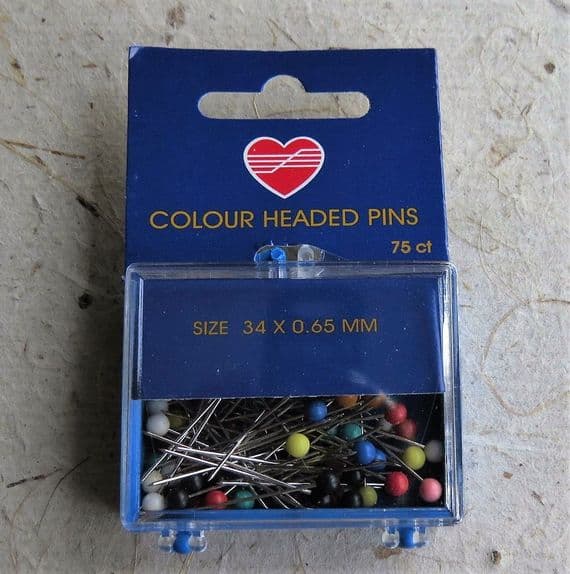 COLOUR HEADED PINS
75 ct
SIZE 34 X 0.65 MM